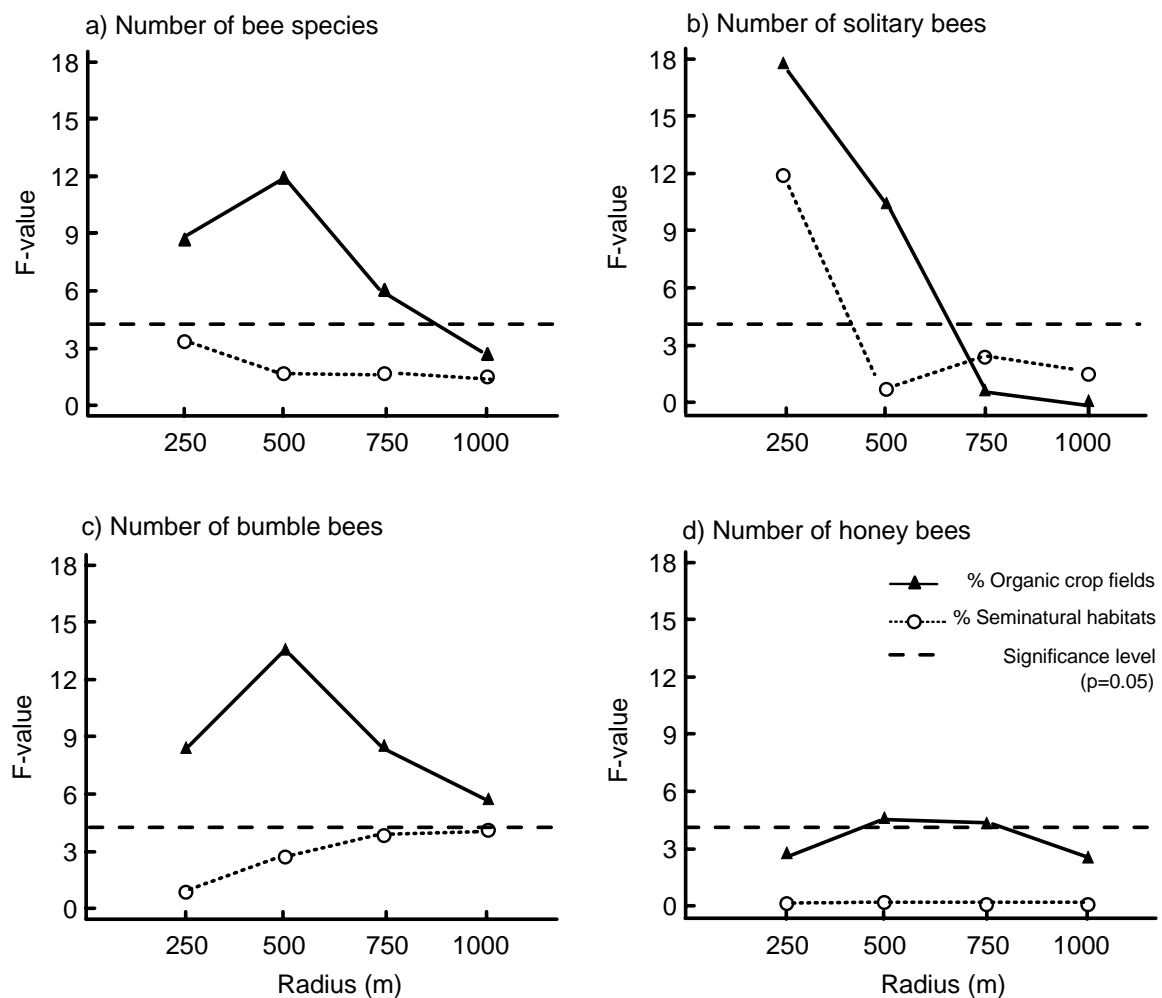 a) Number of bee species
18
15
12
9
6
3
0
F-value
250 500 750 1000
b) Number of solitary bees
18
15
12
9
6
3
0
F-value
250 500 750 1000
c) Number of bumble bees
18
15
12
9
6
3
0
F-value
250 500 750 1000
Radius (m)
d) Number of honey bees
18
15
12
9
6
3
0
F-value
% Organic crop fields
% Seminatural habitats
Significance level
(p=0.05)
250 500 750 1000
Radius (m)